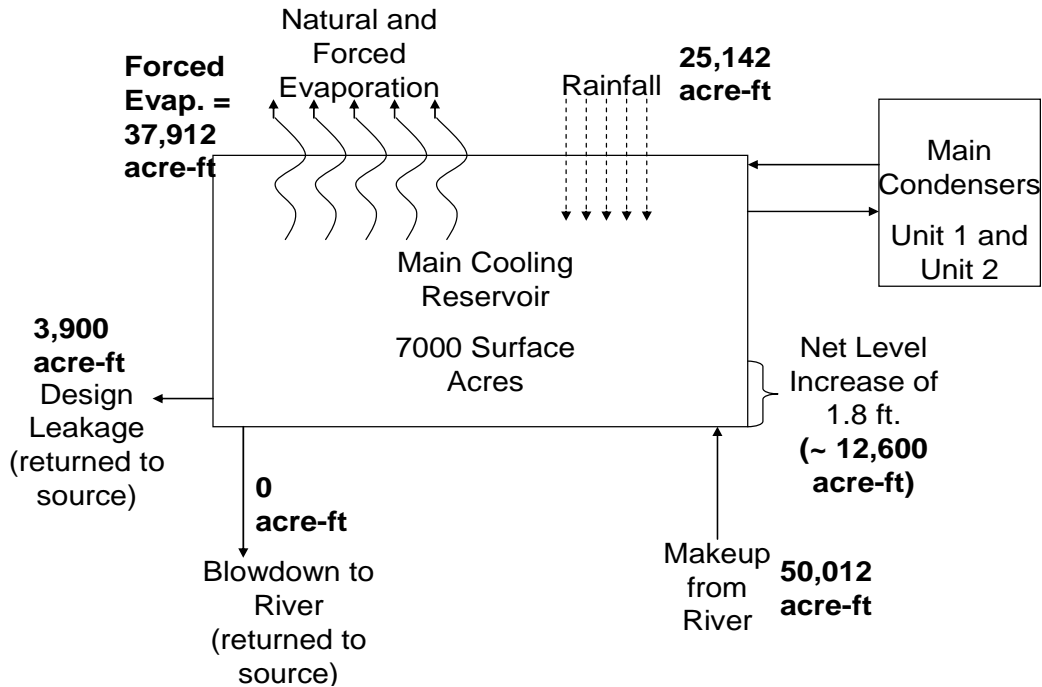 Natural and
Forced
Evaporation
Forced
Evap. =
37,912
acre-ft
Rainfall
25,142
acre-ft
Main
Condensers
Unit 1 and
Unit 2
Main Cooling
Reservoir
7000 Surface
Acres
3,900
acre-ft
Design
Leakage
(returned to
source)
Net Level
Increase of
1.8 ft.
(~ 12,600
acre-ft)
0
acre-ft
Blowdown to
River
(returned to
source)
Makeup
from
River
50,012
acre-ft